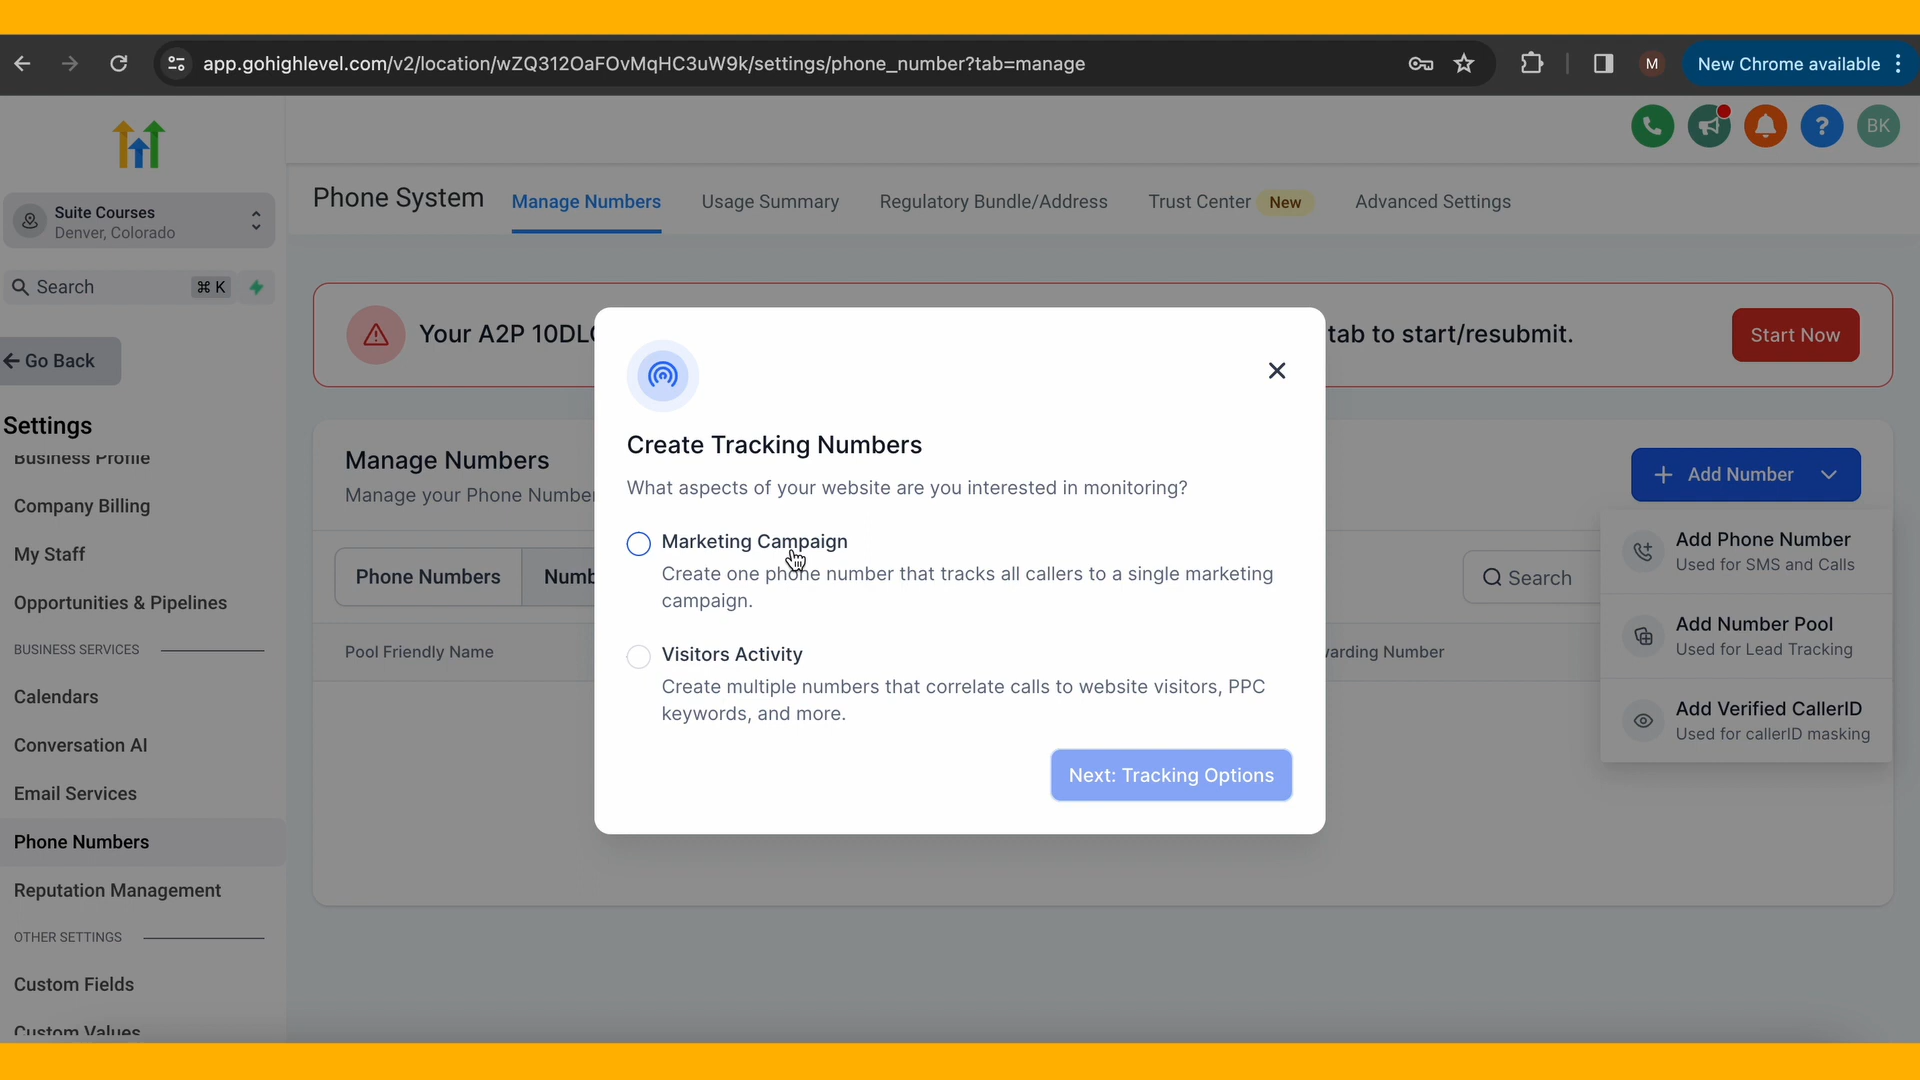 app.gohighlevel.com/v2/location/wZQ312OaFOvMqHC3uW9k/settings/phone_number?tab=manage
M
New Chrome available
?
BK
Suite Courses
Denver, Colorado
Search
⌘ K
Go Back
Settings
Business Profile
Company Billing
My Staff
Opportunities & Pipelines
BUSINESS SERVICES
Calendars
Conversation AI
Email Services
Phone Numbers
Reputation Management
OTHER SETTINGS
Custom Fields
Custom Values
Phone System
Manage Numbers
Usage Summary
Regulatory Bundle/Address
Trust Center
New
Advanced Settings
Your A2P 10DLC
tab to start/resubmit.
Start Now
Manage Numbers
Manage your Phone Number
+ Add Number
Phone Numbers
Numb
Search
Pool Friendly Name
warding Number
Add Phone Number
Used for SMS and Calls
Add Number Pool
Used for Lead Tracking
Add Verified CallerID
Used for callerID masking
Create Tracking Numbers
What aspects of your website are you interested in monitoring?
Marketing Campaign
Create one phone number that tracks all callers to a single marketing
campaign.
Visitors Activity
Create multiple numbers that correlate calls to website visitors, PPC
keywords, and more.
Next: Tracking Options